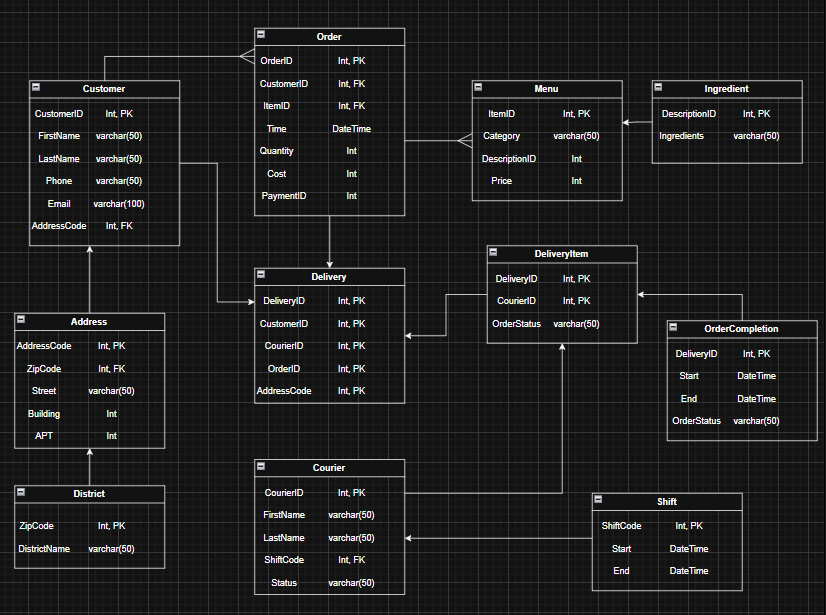 Order
OrderID Int, PK
CustomerID Int, FK
ItemID Int, FK
Time DateTime
Quantity Int
Cost Int
PaymentID Int
Customer
CustomerID Int, PK
FirstName varchar(50)
LastName varchar(50)
Phone varchar(50)
Email varchar(100)
AddressCode Int, FK
Menu
ItemID Int, PK
Category varchar(50)
DescriptionID Int
Price Int
Ingredient
DescriptionID Int, PK
Ingredients varchar(50)
Delivery
DeliveryID Int, PK
CustomerID Int, PK
CourierID Int, PK
OrderID Int, PK
AddressCode Int, PK
DeliveryItem
DeliveryID Int, PK
CourierID Int, PK
OrderStatus varchar(50)
OrderCompletion
DeliveryID Int, PK
Start DateTime
End DateTime
OrderStatus varchar(50)
Address
AddressCode Int, PK
ZipCode Int, FK
Street varchar(50)
Building Int
APT Int
District
ZipCode Int, PK
DistrictName varchar(50)
Courier
CourierID Int, PK
FirstName varchar(50)
LastName varchar(50)
ShiftCode Int, FK
Status varchar(50)
Shift
ShiftCode Int, PK
Start DateTime
End DateTime